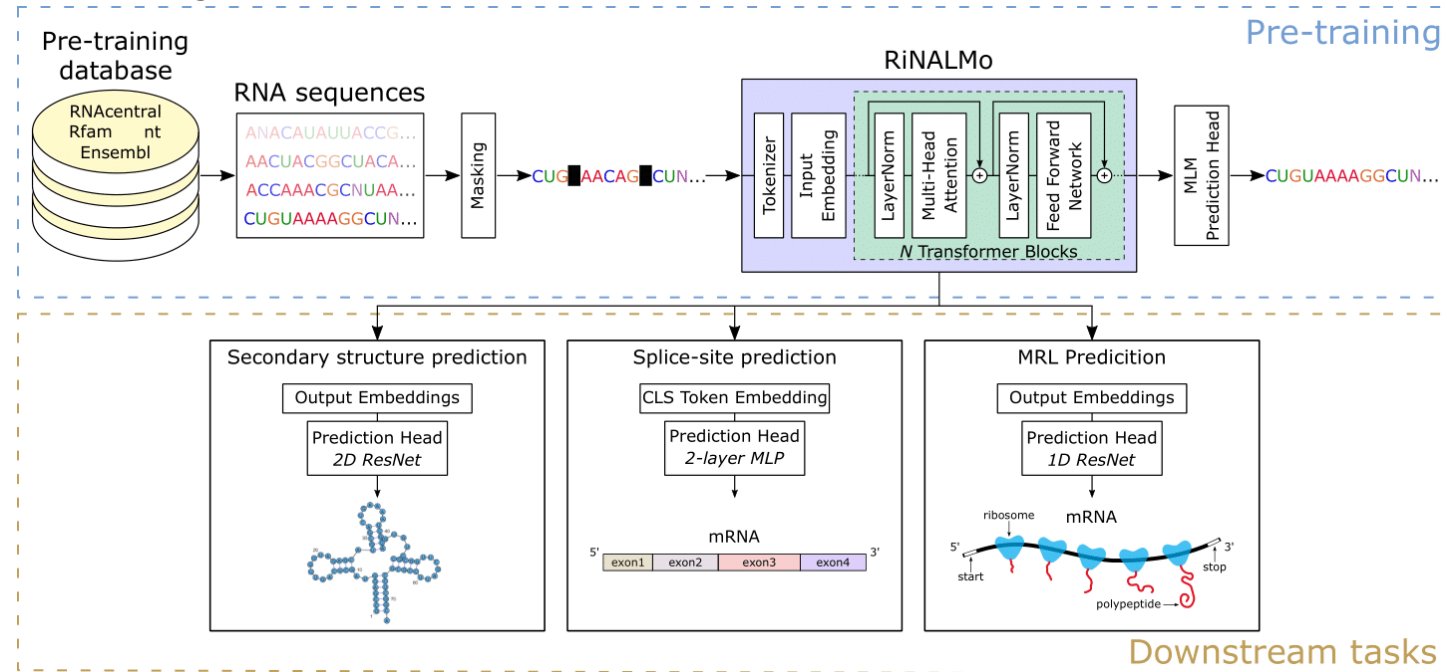 Pre-training
Pre-training
database
RNAcentral
Rfam nt
Ensembl
RNA sequences
ANACAUAUUACCG...
AACUACGGCUACA...
ACCAAACGCNUAA...
CUGUAAAAGGCUN...
Masking
CUG AACAG CUN...
RiNALMo
Tokenizer
Input
Embedding
LayerNorm
Multi-Head
Attention
+
LayerNorm
Feed Forward
Network
+
N Transformer Blocks
MLM
Prediction Head
CUGUAAAAGGCUN...
Secondary structure prediction
Output Embeddings
Prediction Head
2D ResNet
Splice-site prediction
CLS Token Embedding
Prediction Head
2-layer MLP
mRNA
5' 3'
exon1 exon2 exon3 exon4
MRL Predicition
Output Embeddings
Prediction Head
1D ResNet
ribosome
mRNA
5' 3'
start
stop
polypeptide
Downstream tasks